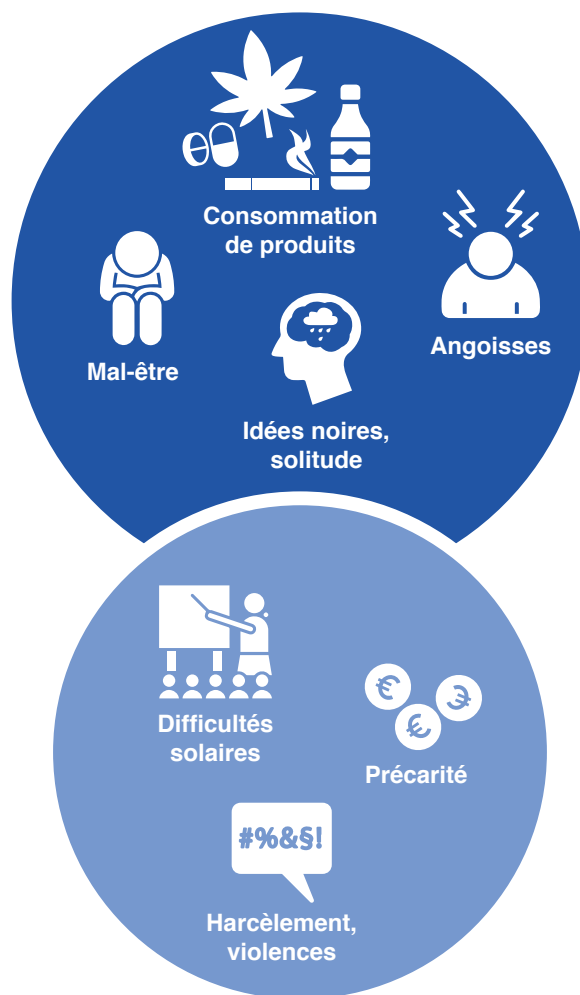 Consommation
de produits
Mal-être
Angoisses
Idées noires,
solitude
Difficultés
solaires
€ € €
Précarité
#%&§!
Harcèlement,
violences